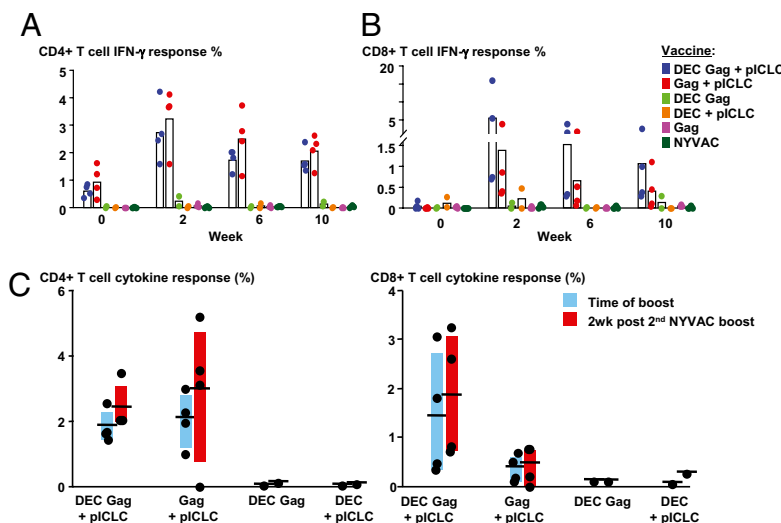 A
CD4+ T cell IFN-γ response %
5
4
3
2
1
0
0
2
6
10
Week
B
CD8+ T cell IFN-γ response %
20
10
1.5
1.0
0.5
0
0
2
6
10
Week
Vaccine:
DEC Gag + pICLC
Gag + pICLC
DEC Gag
DEC + pICLC
Gag
NYVAC
C
CD4+ T cell cytokine response (%)
6
4
2
0
DEC Gag
+ pICLC
Gag
+ pICLC
DEC Gag
DEC
+ pICLC
CD8+ T cell cytokine response (%)
4
3
2
1
0
DEC Gag
+ pICLC
Gag
+ pICLC
DEC Gag
DEC
+ pICLC
Time of boost
2wk post 2nd NYVAC boost